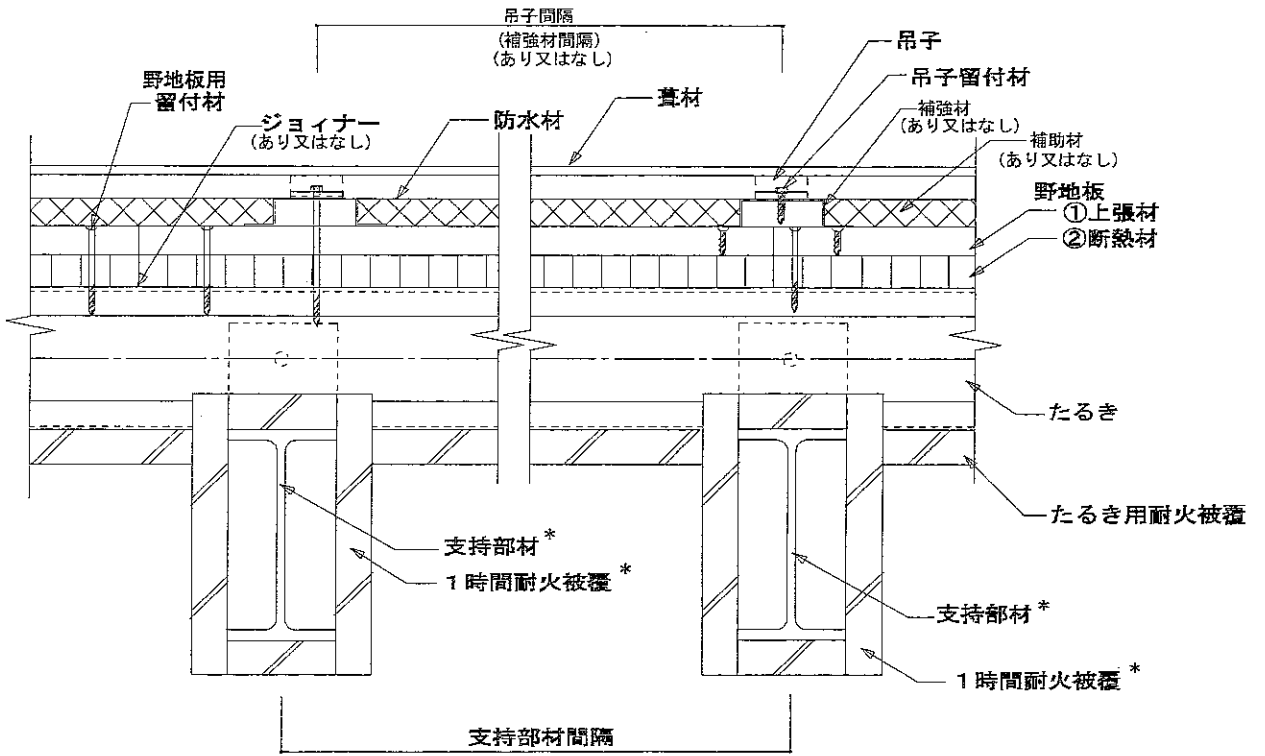 吊子間隔
(補強材間隔)
(あり又はなし)
吊子
吊子留付材
補強材
(あり又はなし)
補助材
(あり又はなし)
野地板用
留付材
ジョイナー
(あり又はなし)
防水材
葺材
野地板
①上張材
②断熱材
たるき
たるき用耐火被覆
支持部材*
1時間耐火被覆*
支持部材*
1時間耐火被覆*
支持部材間隔